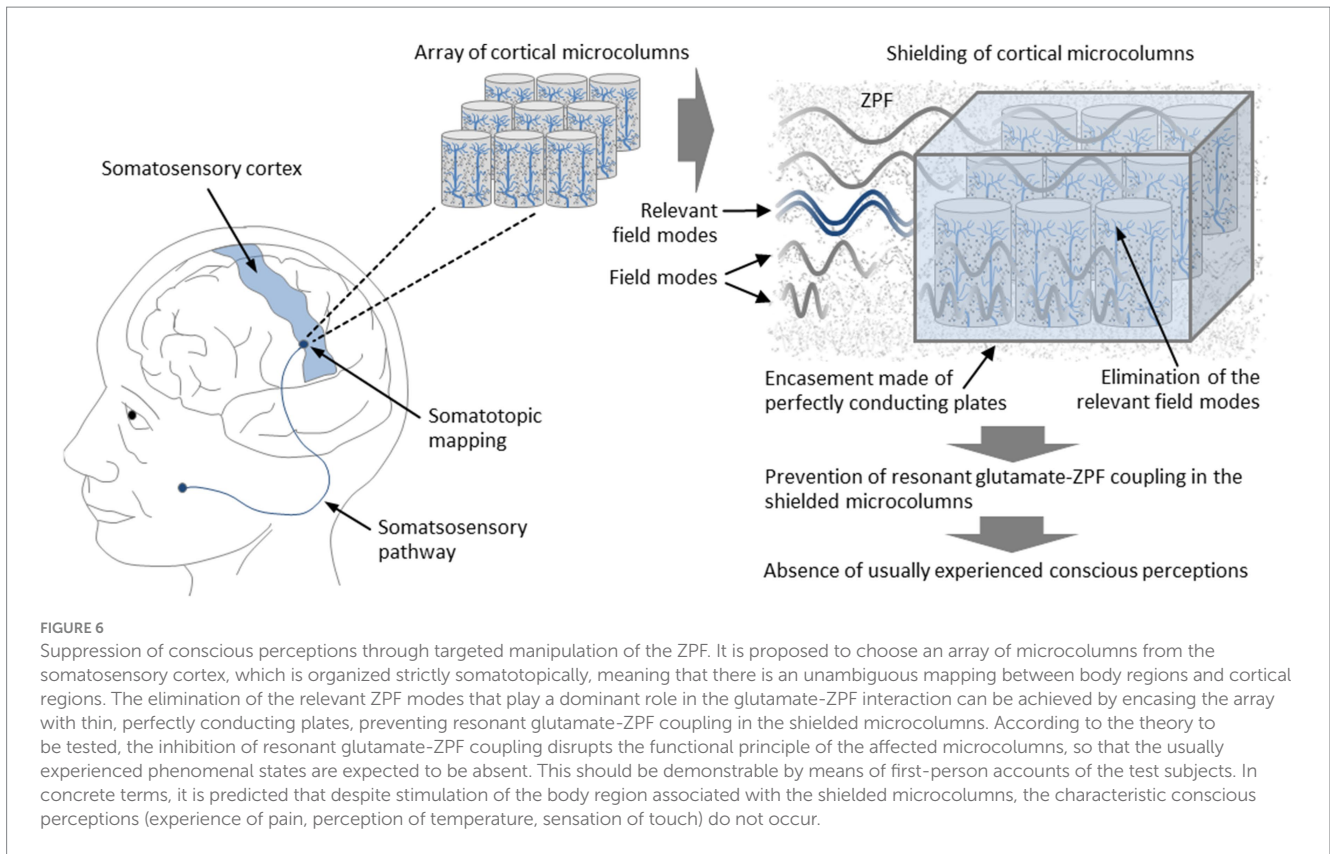 Array of cortical microcolumns
Shielding of cortical microcolumns
ZPF
Somatosensory cortex
Relevant
field modes
Field modes
Encasement made of
perfectly conducting plates
Elimination of the
relevant field modes
Somatotopic
mapping
Prevention of resonant glutamate-ZPF coupling in the
shielded microcolumns
Somatsosensory
pathway
Absence of usually experienced conscious perceptions
FIGURE 6
Suppression of conscious perceptions through targeted manipulation of the ZPF. It is proposed to choose an array of microcolumns from the
somatosensory cortex, which is organized strictly somatotopically, meaning that there is an unambiguous mapping between body regions and cortical
regions. The elimination of the relevant ZPF modes that play a dominant role in the glutamate-ZPF interaction can be achieved by encasing the array
with thin, perfectly conducting plates, preventing resonant glutamate-ZPF coupling in the shielded microcolumns. According to the theory to
be tested, the inhibition of resonant glutamate-ZPF coupling disrupts the functional principle of the affected microcolumns, so that the usually
experienced phenomenal states are expected to be absent. This should be demonstrable by means of first-person accounts of the test subjects. In
concrete terms, it is predicted that despite stimulation of the body region associated with the shielded microcolumns, the characteristic conscious
perceptions (experience of pain, perception of temperature, sensation of touch) do not occur.